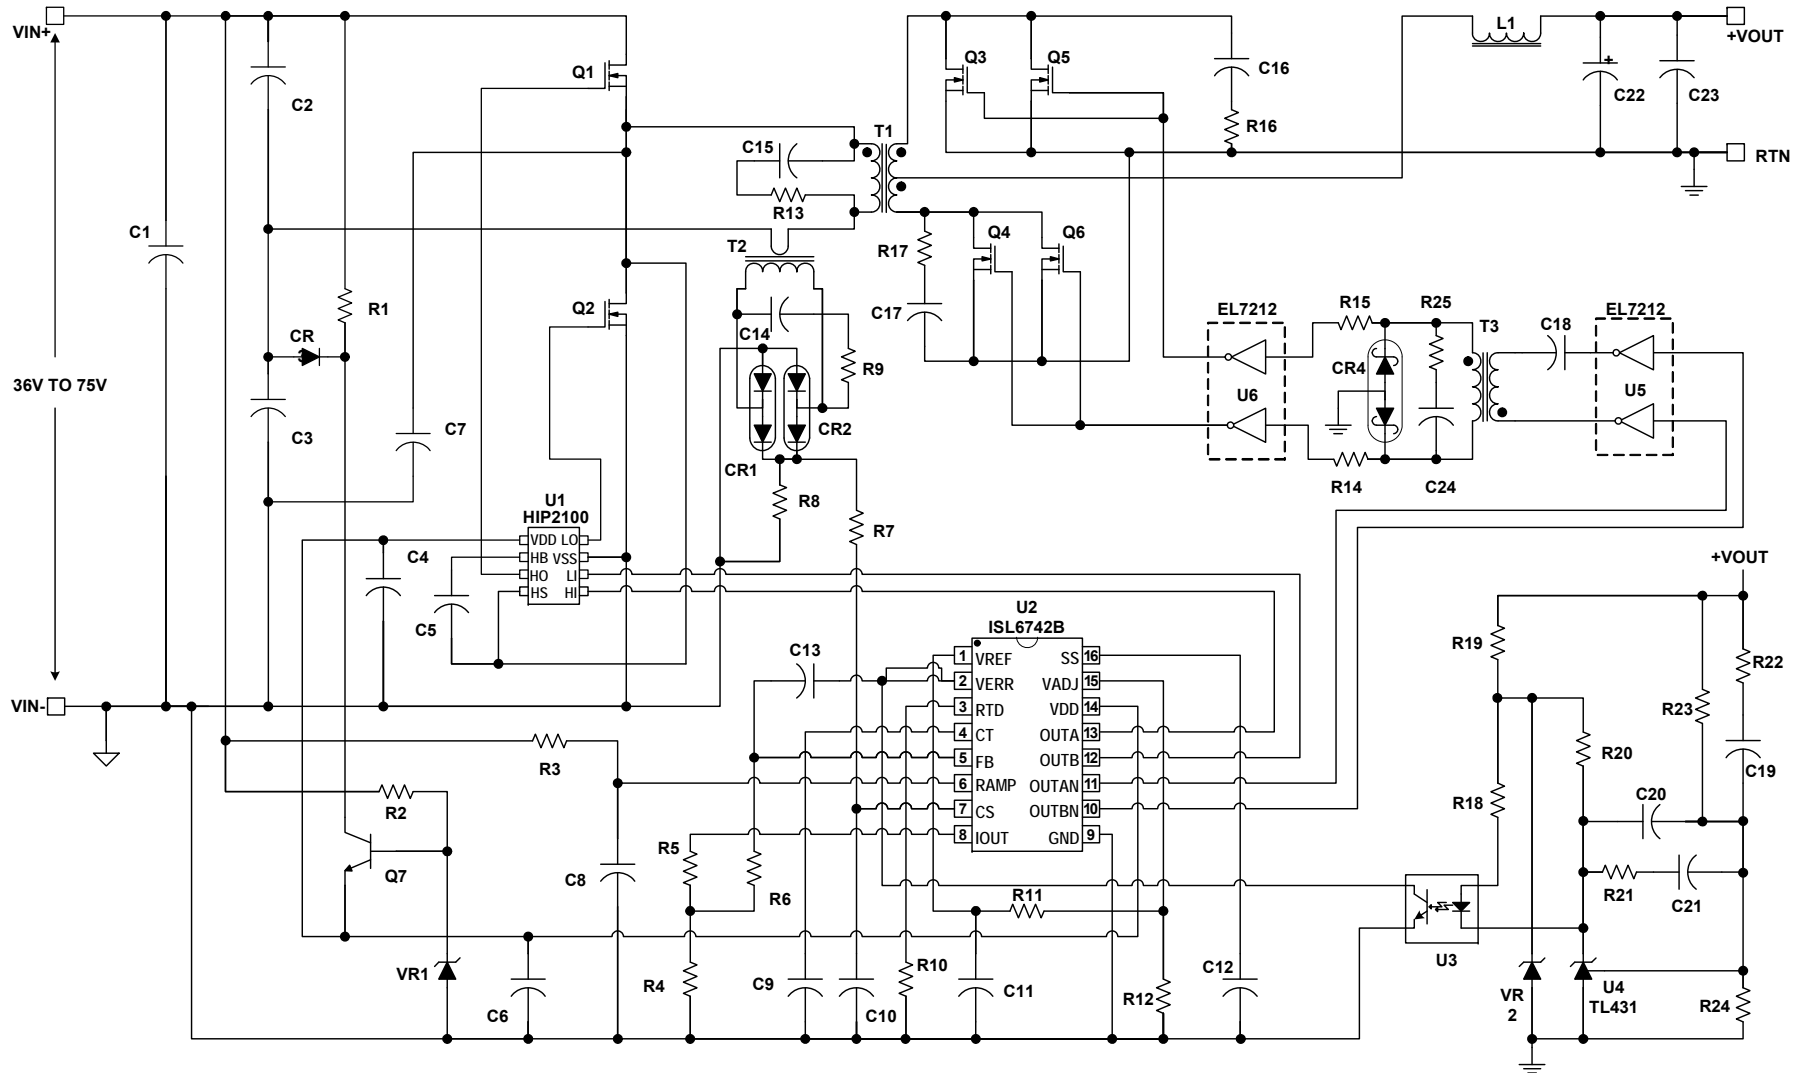 VIN+
C2
Q1
T1
Q3
Q5
C16
R16
L1
+VOUT
C22
C23
RTN
C15
R13
C1
T2
R17
Q4
Q6
C17
R1
Q2
CR
36V TO 75V
C3
C7
C14
R9
CR2
CR1
R8
R7
EL7212
R15
R25
T3
C18
EL7212
CR4
U6
U5
R14
C24
U1
HIP2100
VDD LO
HB VSS
HO LI
HS HI
C4
C5
+VOUT
U2
ISL6742B
C13
1 VREF SS 16
2 VERR VADJ 15
3 RTD VDD 14
4 CT OUTA 13
5 FB OUTB 12
6 RAMP OUTAN 11
7 CS OUTBN 10
8 IOUT GND 9
R19
R22
R23
R20
C19
VIN-
R3
R2
R18
C20
Q7
C8
R5
R6
R11
R21
C21
VR1
C6
R4
C9
C10
R10
C11
R12
C12
U3
VR
2
U4
TL431
R24
+